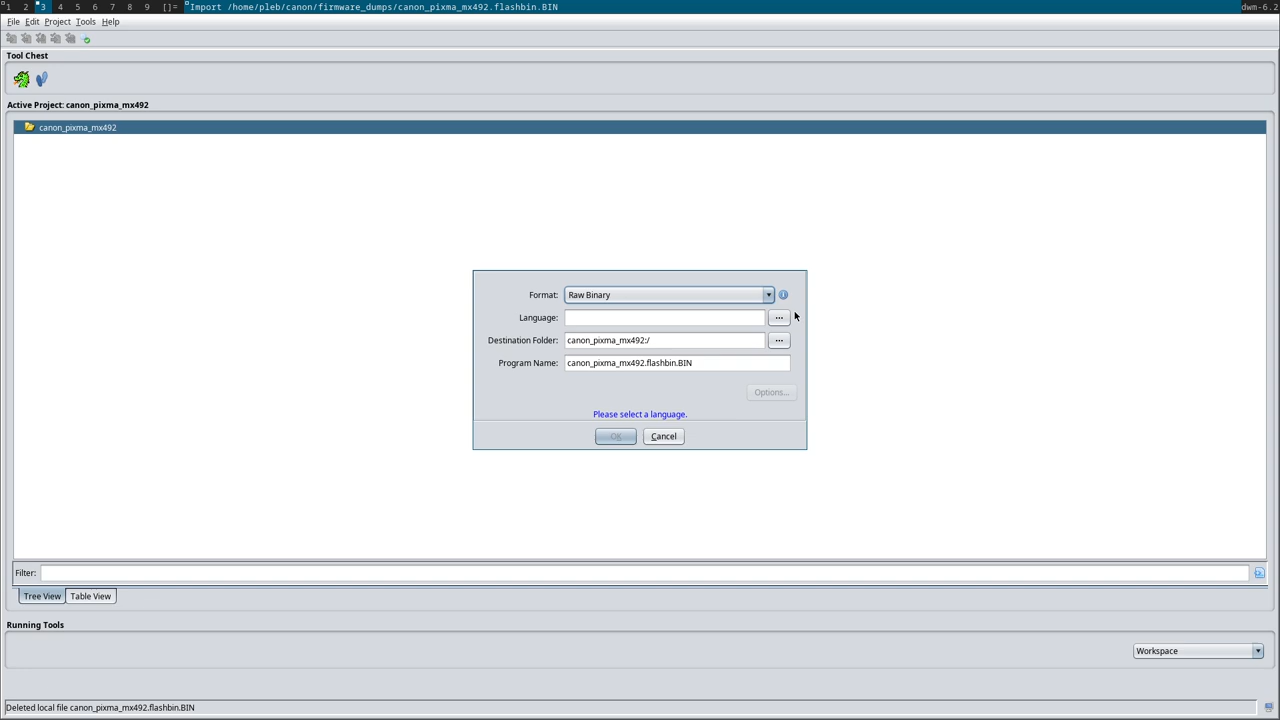 1 2 3 4 5 6 7 8 9 []= Import /home/pleb/canon/firmware_dumps/canon_pixma_mx492.flashbin.BIN dwm-6.2
File Edit Project Tools Help
Tool Chest
Active Project: canon_pixma_mx492
canon_pixma_mx492
Format: Raw Binary
Language: ...
Destination Folder: canon_pixma_mx492:/ ...
Program Name: canon_pixma_mx492.flashbin.BIN
Options...
Please select a language.
OK Cancel
Filter:
Tree View Table View
Running Tools
Workspace
Deleted local file canon_pixma_mx492.flashbin.BIN